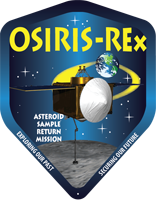 OSIRIS-REx
ASTEROID
SAMPLE
RETURN
MISSION
EXPLORING OUR PAST
SECURING OUR FUTURE